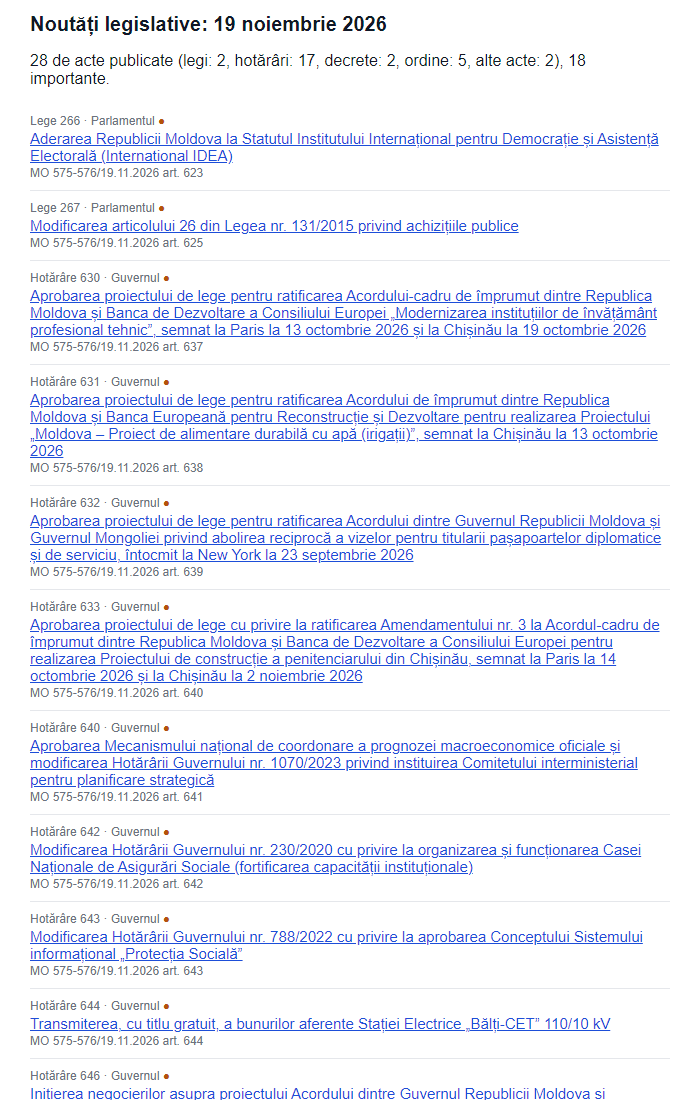 Noutăți legislative: 19 noiembrie 2026
28 de acte publicate (legi: 2, hotărâri: 17, decrete: 2, ordine: 5, alte acte: 2), 18
importante.
Lege 266 · Parlamentul ●
Aderarea Republicii Moldova la Statutul Institutului Internațional pentru Democrație și Asistență
Electorală (International IDEA)
MO 575-576/19.11.2026 art. 623
Lege 267 · Parlamentul ●
Modificarea articolului 26 din Legea nr. 131/2015 privind achizițiile publice
MO 575-576/19.11.2026 art. 625
Hotărâre 630 · Guvernul ●
Aprobarea proiectului de lege pentru ratificarea Acordului-cadru de împrumut dintre Republica
Moldova și Banca de Dezvoltare a Consiliului Europei „Modernizarea instituțiilor de învățământ
profesional tehnic”, semnat la Paris la 13 octombrie 2026 și la Chișinău la 19 octombrie 2026
MO 575-576/19.11.2026 art. 637
Hotărâre 631 · Guvernul ●
Aprobarea proiectului de lege pentru ratificarea Acordului de împrumut dintre Republica
Moldova și Banca Europeană pentru Reconstrucție și Dezvoltare pentru realizarea Proiectului
„Moldova – Proiect de alimentare durabilă cu apă (irigații)”, semnat la Chișinău la 13 octombrie
2026
MO 575-576/19.11.2026 art. 638
Hotărâre 632 · Guvernul ●
Aprobarea proiectului de lege pentru ratificarea Acordului dintre Guvernul Republicii Moldova și
Guvernul Mongoliei privind abolirea reciprocă a vizelor pentru titularii pașapoartelor diplomatice
și de serviciu, întocmit la New York la 23 septembrie 2026
MO 575-576/19.11.2026 art. 639
Hotărâre 633 · Guvernul ●
Aprobarea proiectului de lege cu privire la ratificarea Amendamentului nr. 3 la Acordul-cadru de
împrumut dintre Republica Moldova și Banca de Dezvoltare a Consiliului Europei pentru
realizarea Proiectului de construcție a penitenciarului din Chișinău, semnat la Paris la 14
octombrie 2026 și la Chișinău la 2 noiembrie 2026
MO 575-576/19.11.2026 art. 640
Hotărâre 640 · Guvernul ●
Aprobarea Mecanismului național de coordonare a prognozei macroeconomice oficiale și
modificarea Hotărârii Guvernului nr. 1070/2023 privind instituirea Comitetului interministerial
pentru planificare strategică
MO 575-576/19.11.2026 art. 641
Hotărâre 642 · Guvernul ●
Modificarea Hotărârii Guvernului nr. 230/2020 cu privire la organizarea și funcționarea Casei
Naționale de Asigurări Sociale (fortificarea capacității instituționale)
MO 575-576/19.11.2026 art. 642
Hotărâre 643 · Guvernul ●
Modificarea Hotărârii Guvernului nr. 788/2022 cu privire la aprobarea Conceptului Sistemului
informațional „Protecția Socială”
MO 575-576/19.11.2026 art. 643
Hotărâre 644 · Guvernul ●
Transmiterea, cu titlu gratuit, a bunurilor aferente Stației Electrice „Bălți-CET” 110/10 kV
MO 575-576/19.11.2026 art. 644
Hotărâre 646 · Guvernul ●
Inițierea negocierilor asupra proiectului Acordului dintre Guvernul Republicii Moldova și